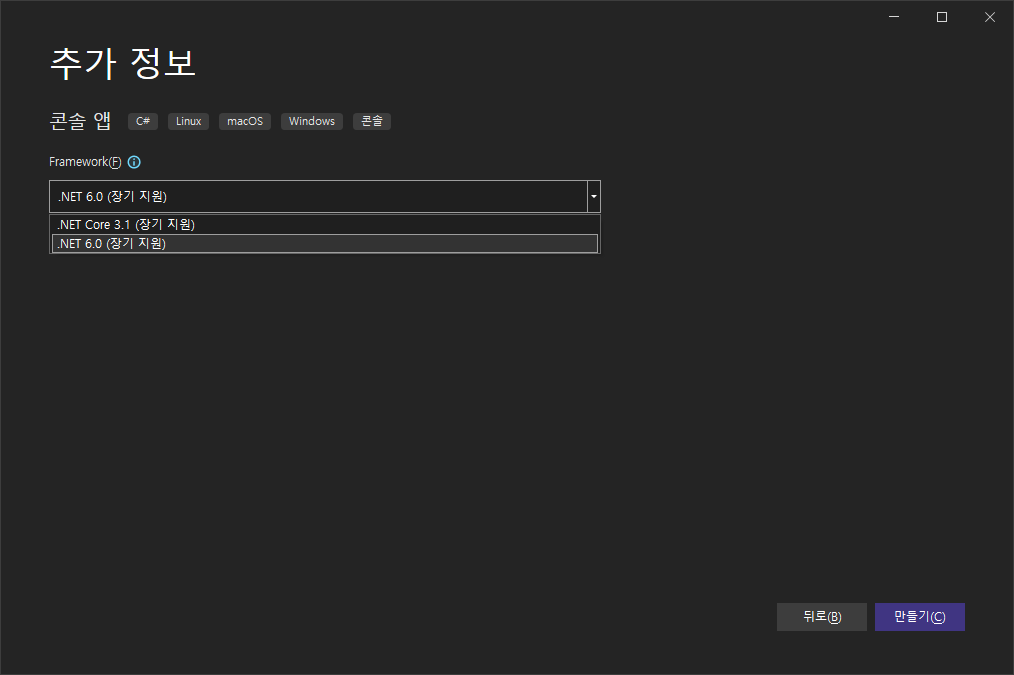 추가 정보
콘솔 앱 C# Linux macOS Windows 콘솔
Framework(F)
.NET 6.0 (장기 지원)
.NET Core 3.1 (장기 지원)
.NET 6.0 (장기 지원)
뒤로(B) 만들기(C)